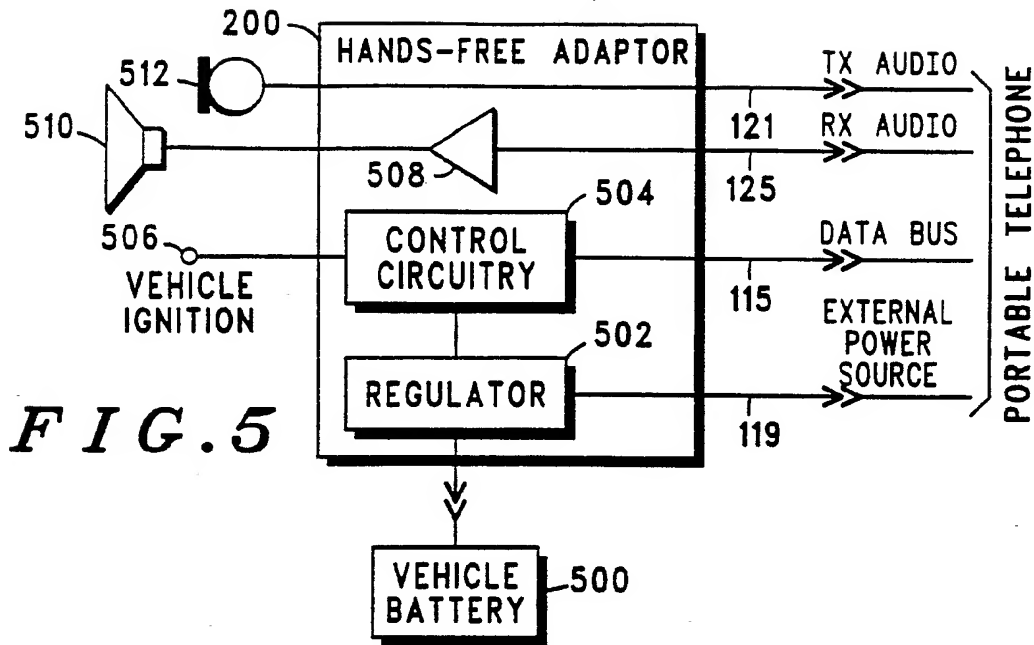 200
HANDS-FREE ADAPTOR
512
510
TX AUDIO
121
RX AUDIO
508
125
504
506
VEHICLE
IGNITION
CONTROL
CIRCUITRY
DATA BUS
115
502
REGULATOR
EXTERNAL
POWER
SOURCE
119
PORTABLE TELEPHONE
FIG.5
VEHICLE
BATTERY
500